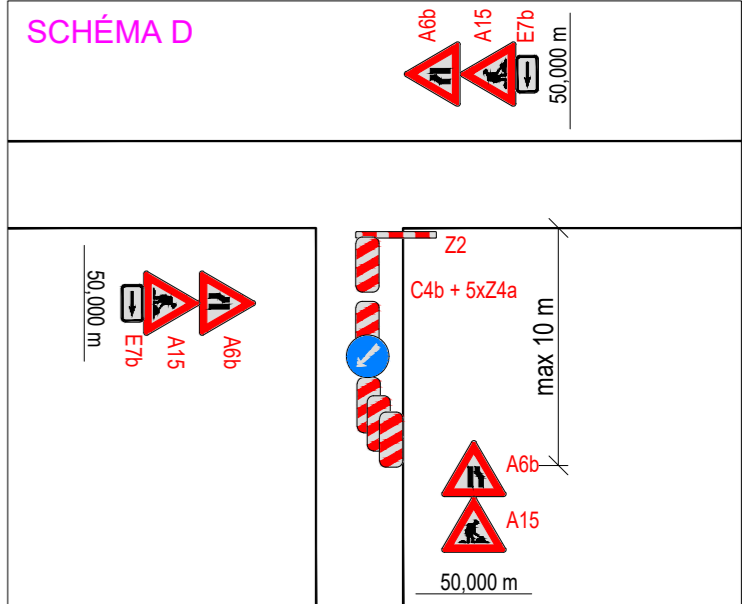 SCHÉMA D
A6b
A15
E7b
50,000 m
Z2
C4b + 5xZ4a
max 10 m
50,000 m
E7b
A15
A6b
A6b
A15
50,000 m